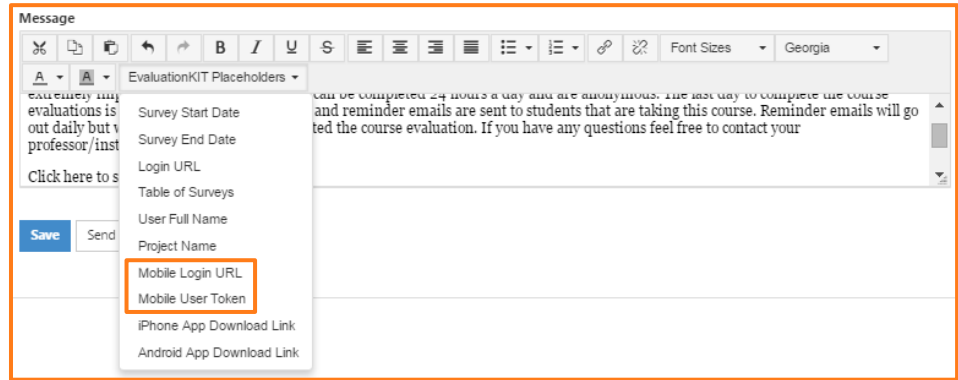 Message
B I U S Font Sizes Georgia
A A EvaluationKIT Placeholders
can be completed 24 hours a day and are anonymous. The last day to complete the course
evaluations is and reminder emails are sent to students that are taking this course. Reminder emails will go
out daily but ted the course evaluation. If you have any questions feel free to contact your
professor/inst
Click here to s
Survey Start Date
Survey End Date
Login URL
Table of Surveys
User Full Name
Project Name
Mobile Login URL
Mobile User Token
iPhone App Download Link
Android App Download Link
Save Send